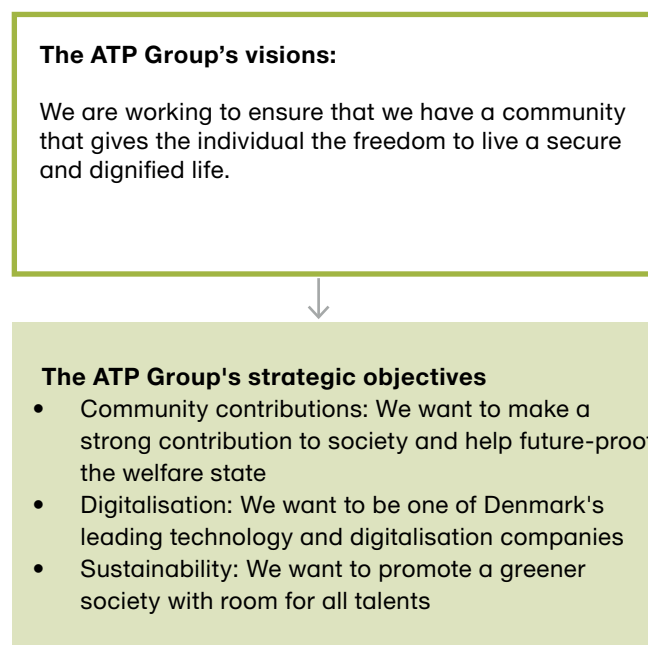 The ATP Group’s visions:
We are working to ensure that we have a community
that gives the individual the freedom to live a secure
and dignified life.
The ATP Group's strategic objectives
• Community contributions: We want to make a
strong contribution to society and help future-proof
the welfare state
• Digitalisation: We want to be one of Denmark's
leading technology and digitalisation companies
• Sustainability: We want to promote a greener
society with room for all talents